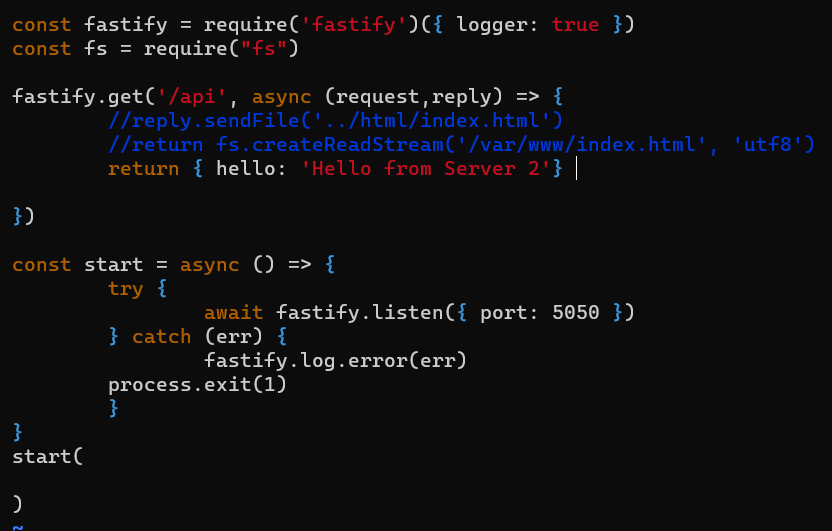 const fastify = require('fastify')({ logger: true })
const fs = require("fs")
fastify.get('/api', async (request,reply) => {
//reply.sendFile('../html/index.html')
//return fs.createReadStream('/var/www/index.html', 'utf8')
return { hello: 'Hello from Server 2'}
})
const start = async () => {
try {
await fastify.listen({ port: 5050 })
} catch (err) {
fastify.log.error(err)
process.exit(1)
}
}
start(
)
~